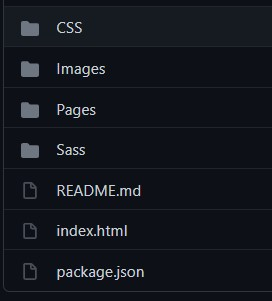 CSS
Images
Pages
Sass
README.md
index.html
package.json